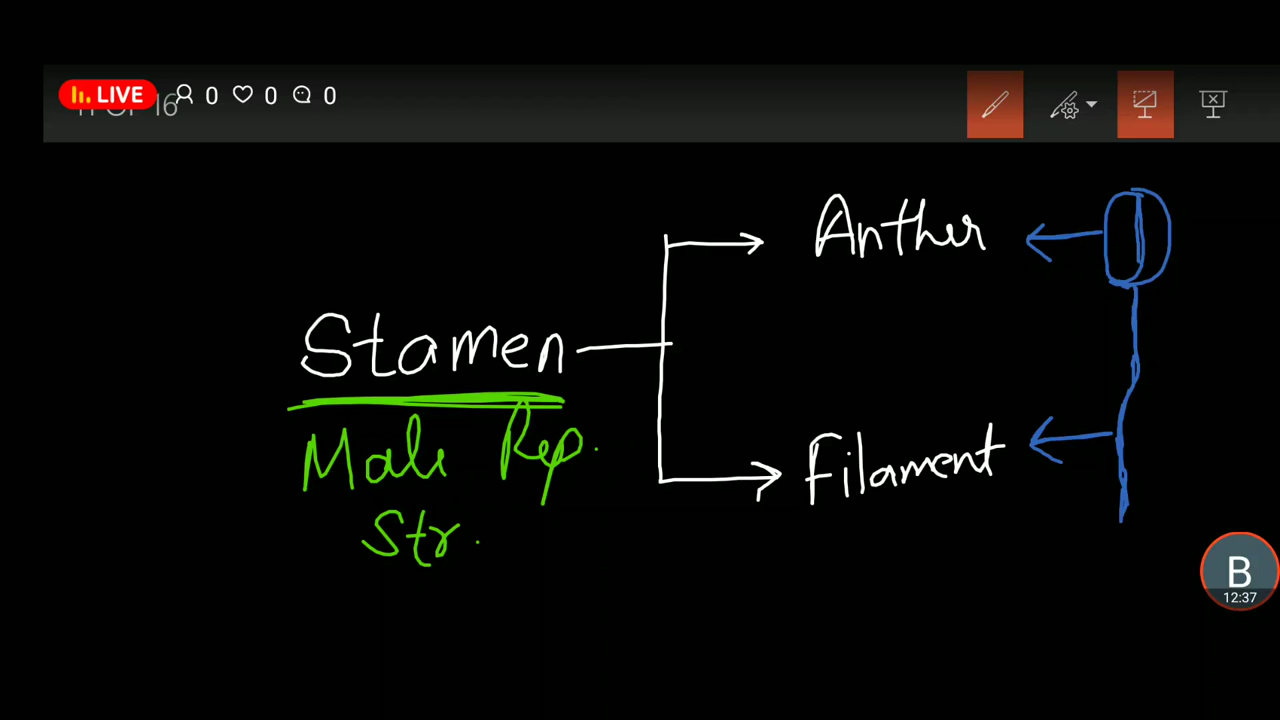 LIVE 0 0 0
Anther
Stamen
Male Rep.
Str.
Filament
B
12:37